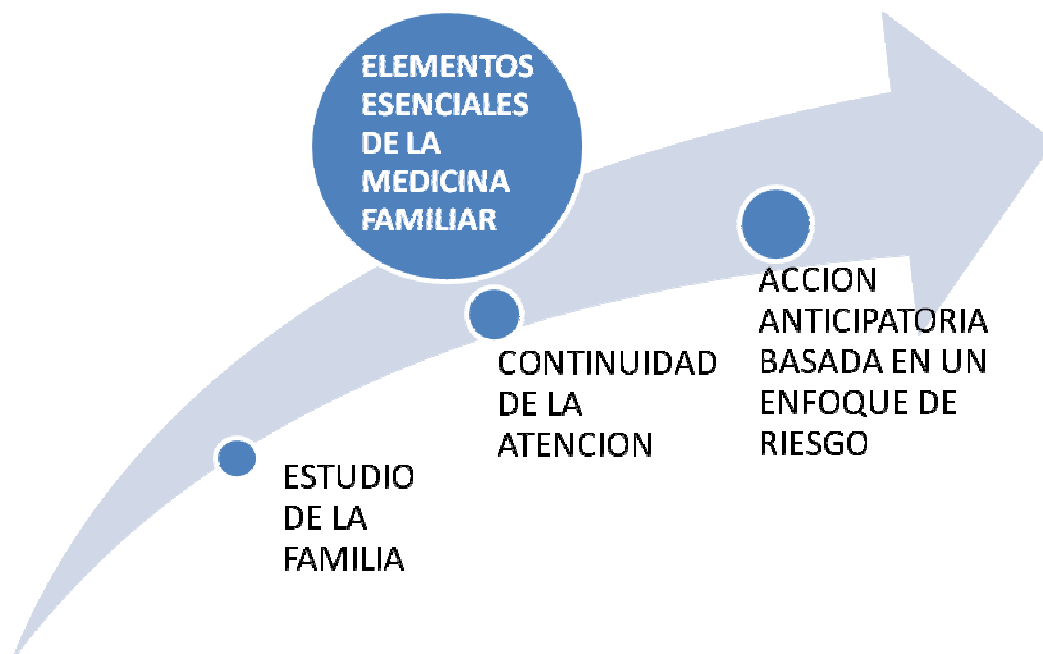 ELEMENTOS
ESENCIALES
DE LA
MEDICINA
FAMILIAR
ESTUDIO
DE LA
FAMILIA
CONTINUIDAD
DE LA
ATENCION
ACCION
ANTICIPATORIA
BASADA EN UN
ENFOQUE DE
RIESGO